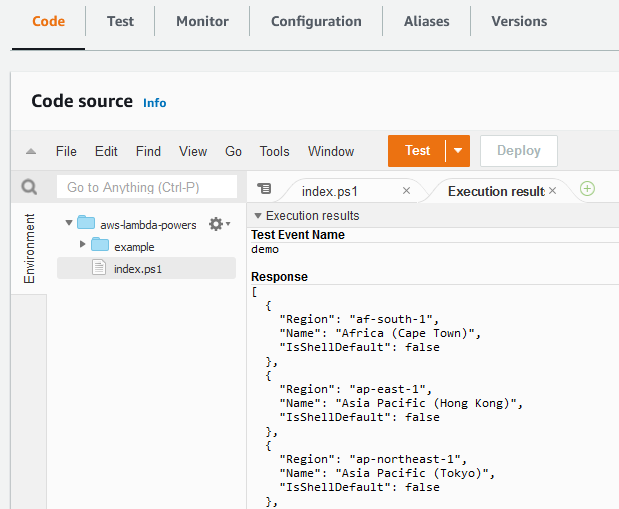 Code Test Monitor Configuration Aliases Versions
Code source Info
File Edit Find View Go Tools Window Test Deploy
Go to Anything (Ctrl-P) index.ps1 × Execution results ×
Environment
aws-lambda-powers
example
index.ps1
Execution results
Test Event Name
demo
Response
[
  {
    "Region": "af-south-1",
    "Name": "Africa (Cape Town)",
    "IsShellDefault": false
  },
  {
    "Region": "ap-east-1",
    "Name": "Asia Pacific (Hong Kong)",
    "IsShellDefault": false
  },
  {
    "Region": "ap-northeast-1",
    "Name": "Asia Pacific (Tokyo)",
    "IsShellDefault": false
  },